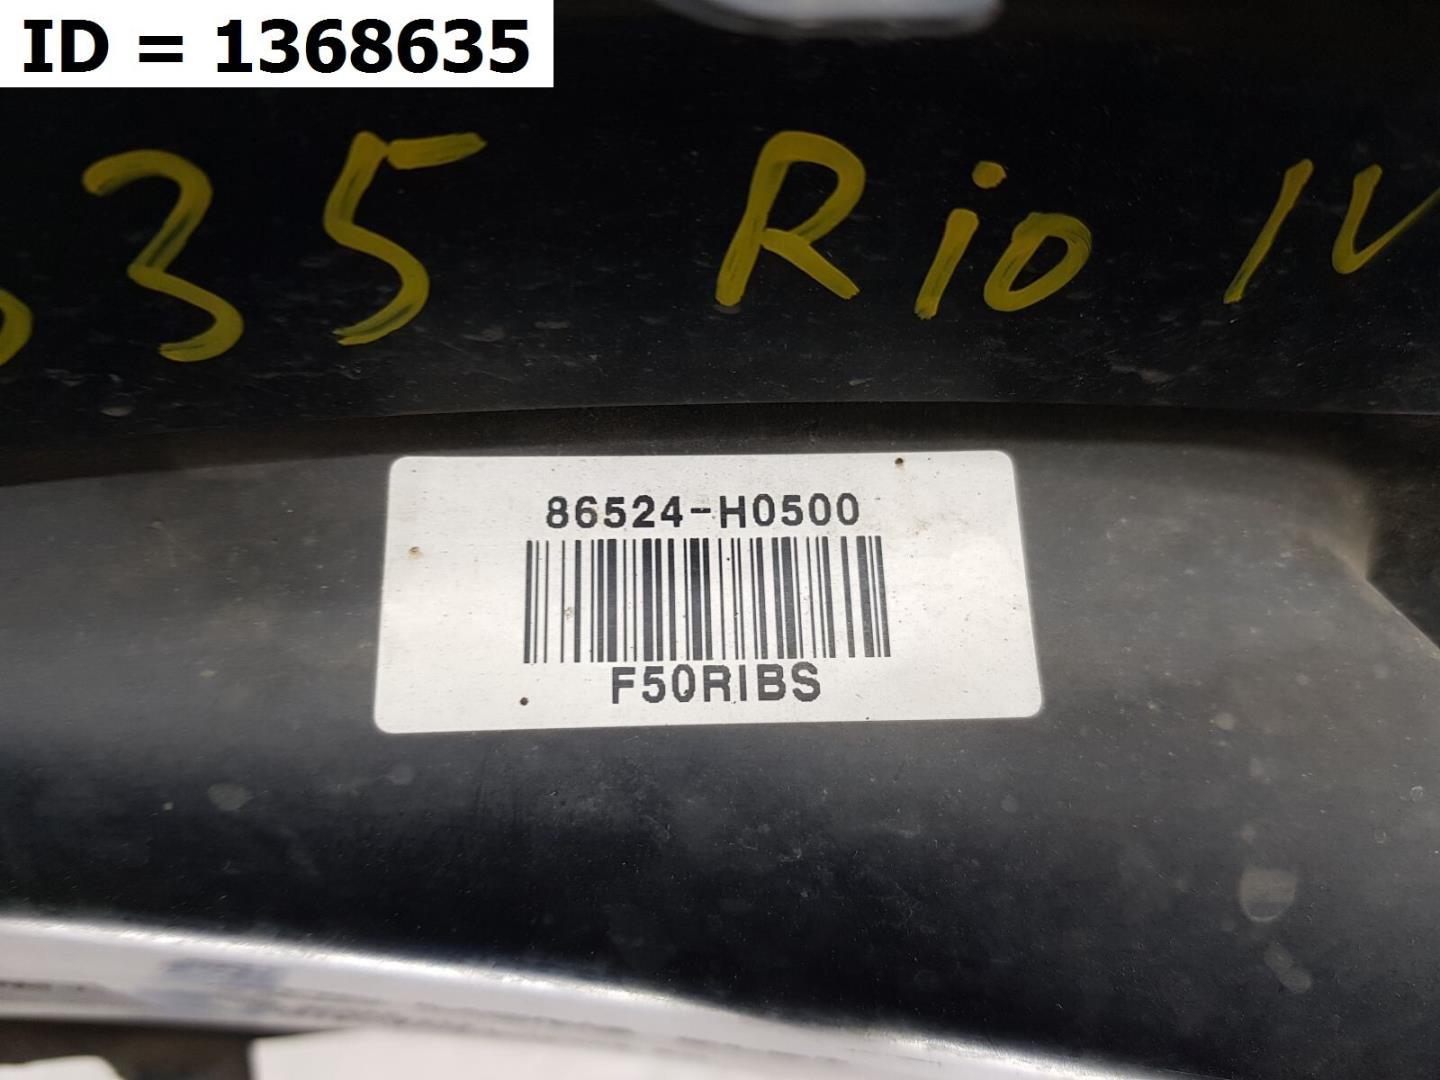 ID = 1368635
35 Rio IV
86524-H0500
F50RIBS